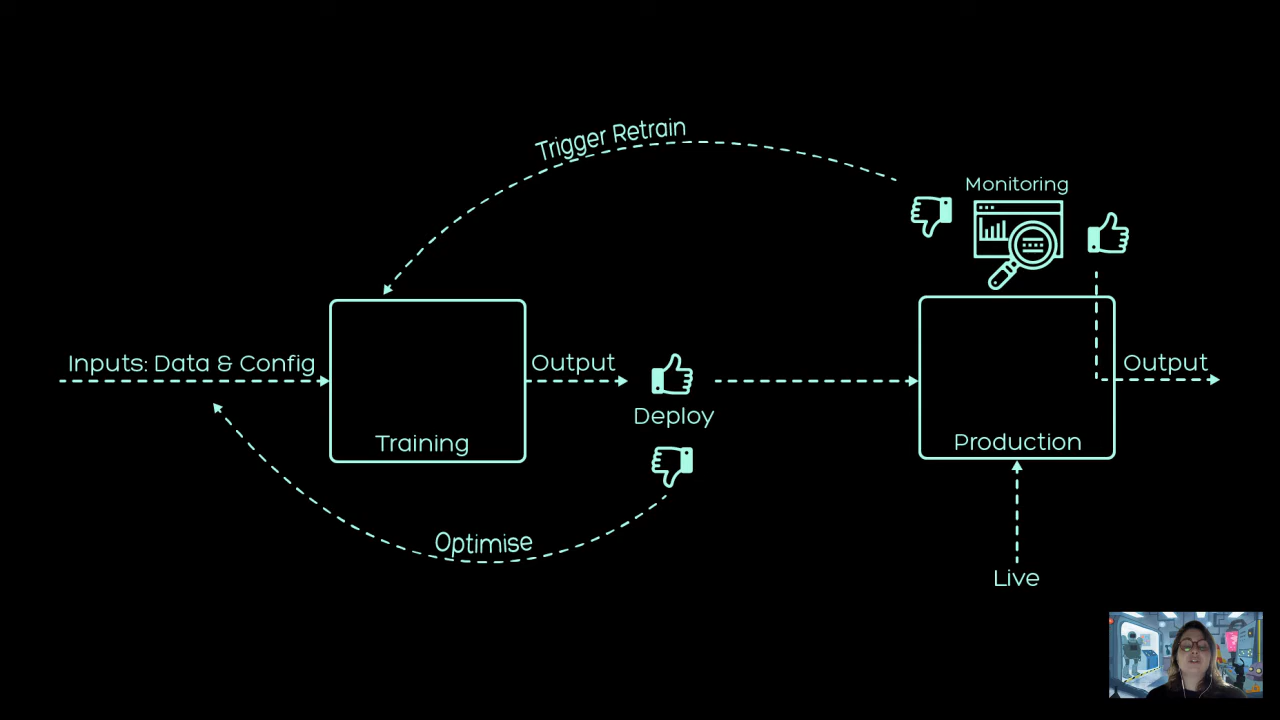 Trigger Retrain
Monitoring
Inputs: Data & Config
Output
Output
Deploy
Training
Production
Optimise
Live